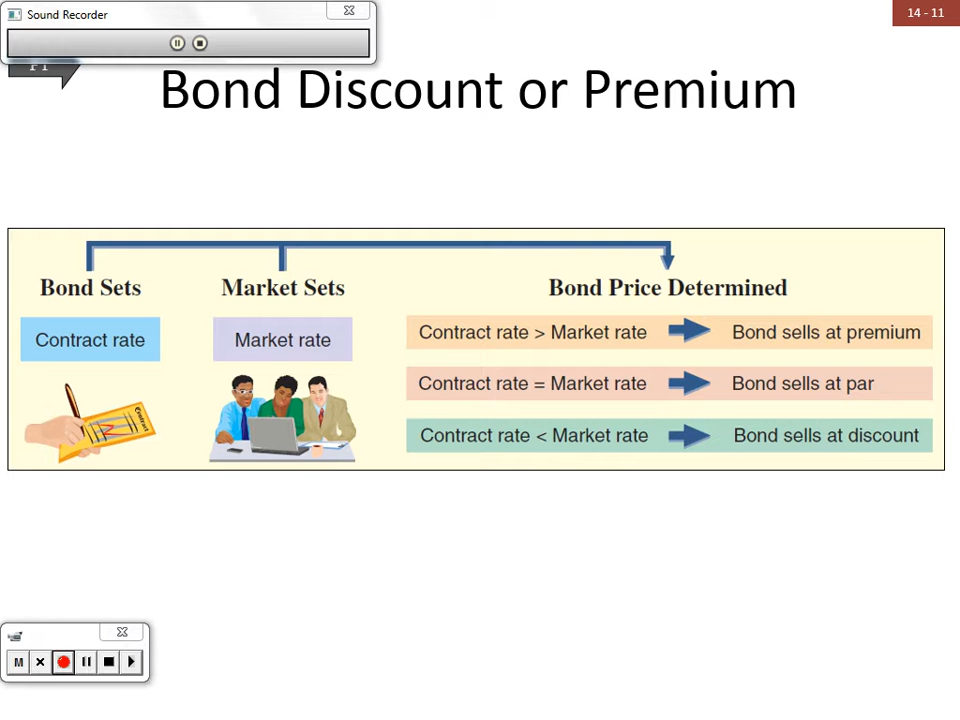 Sound Recorder
14 - 11
P1
Bond Discount or Premium
Bond Sets
Market Sets
Bond Price Determined
Contract rate
Market rate
Contract rate > Market rate
Bond sells at premium
Contract rate = Market rate
Bond sells at par
Contract rate < Market rate
Bond sells at discount
Contract
M